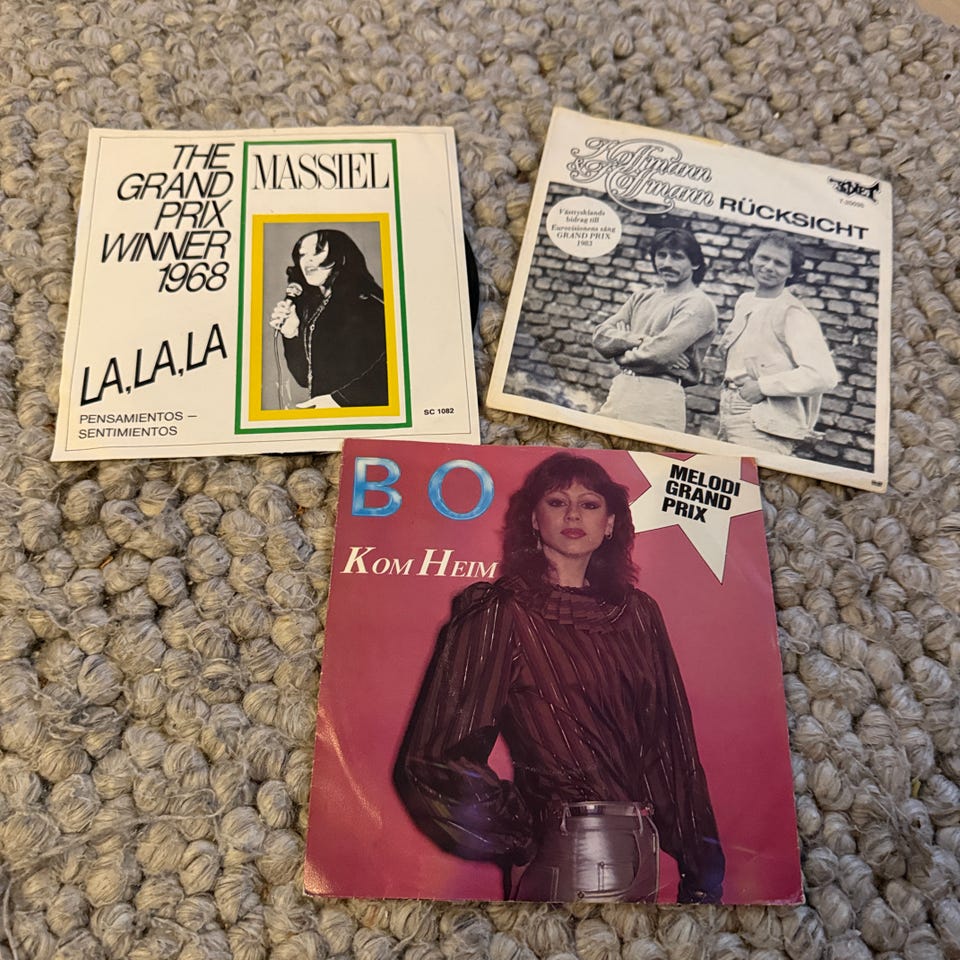 THE
GRAND
PRIX
WINNER
1968
LA, LA, LA
PENSAMIENTOS —
SENTIMIENTOS
MASSIEL
SC 1082
Hoffmann
& Hoffmann
RÜCKSICHT
T-10098
Västtysklands
bidrag till
Eurovisionens sång
GRAND PRIX
1983
BO
KOM HEIM
MELODI
GRAND
PRIX